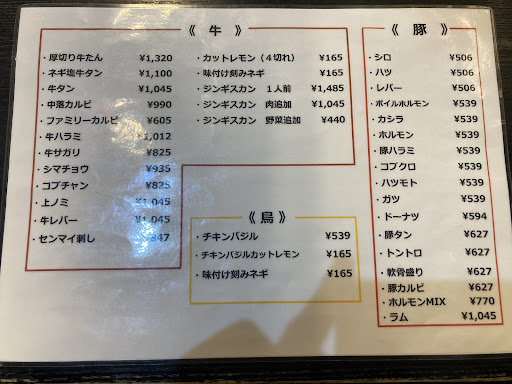 《 牛 》
・厚切り牛たん ¥1,320
・ネギ塩牛タン ¥1,100
・牛タン ¥1,045
・中落カルビ ¥990
・ファミリーカルビ ¥605
・牛ハラミ ¥1,012
・牛サガリ ¥825
・シマチョウ ¥935
・コプチャン ¥825
・上ノミ ¥1,045
・牛レバー ¥1,045
・センマイ刺し
・カットレモン（4切れ） ¥165
・味付け刻みネギ ¥165
・ジンギスカン 1人前 ¥1,485
・ジンギスカン 肉追加 ¥1,045
・ジンギスカン 野菜追加 ¥440
《 鳥 》
・チキンバジル ¥539
・チキンバジルカットレモン ¥165
・味付け刻みネギ ¥165
《 豚 》
・シロ ¥506
・ハツ ¥506
・レバー ¥506
・ボイルホルモン ¥539
・カシラ ¥539
・ホルモン ¥539
・豚ハラミ ¥539
・コブクロ ¥539
・ハツモト ¥539
・ガツ ¥539
・ドーナツ ¥594
・豚タン ¥627
・トントロ ¥627
・軟骨盛り ¥627
・豚カルビ ¥627
・ホルモンMIX ¥770
・ラム ¥1,045